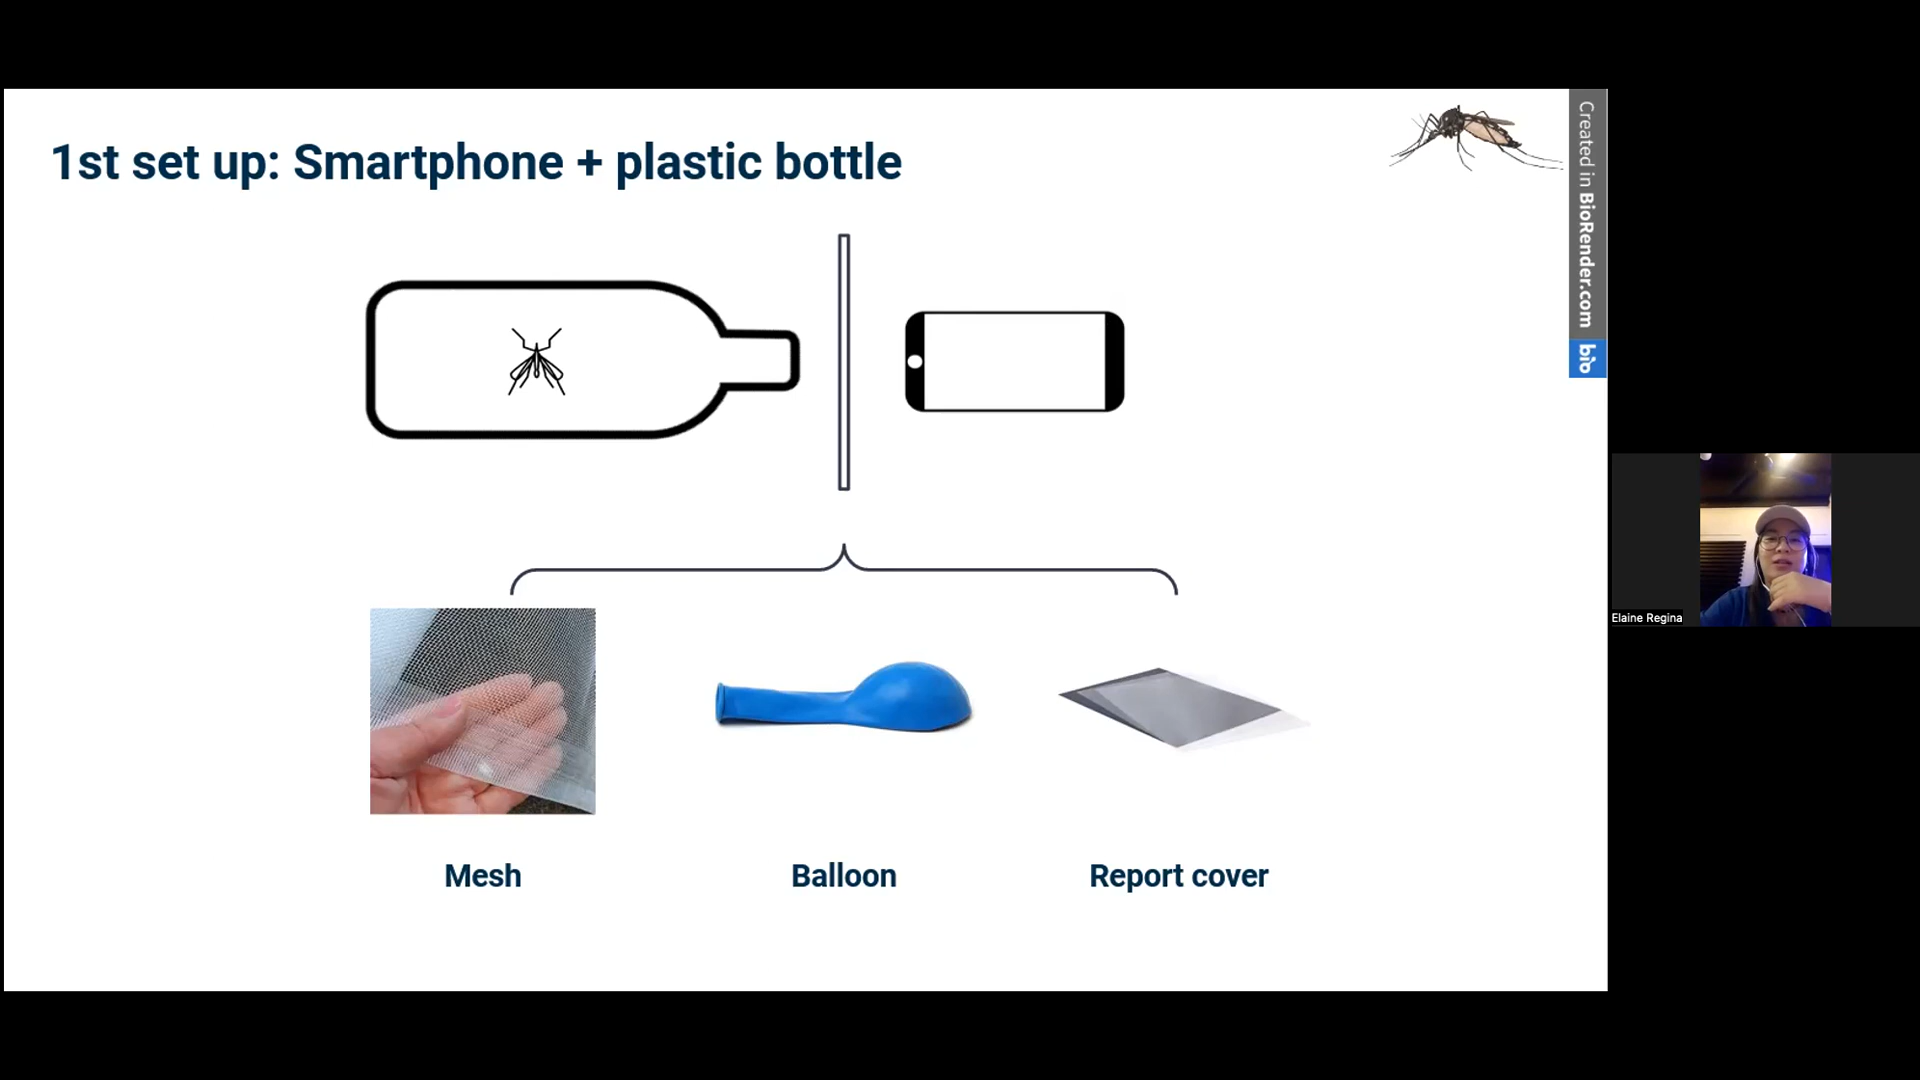 1st set up: Smartphone + plastic bottle
Created in BioRender.com
bio
Mesh
Balloon
Report cover
Elaine Regina